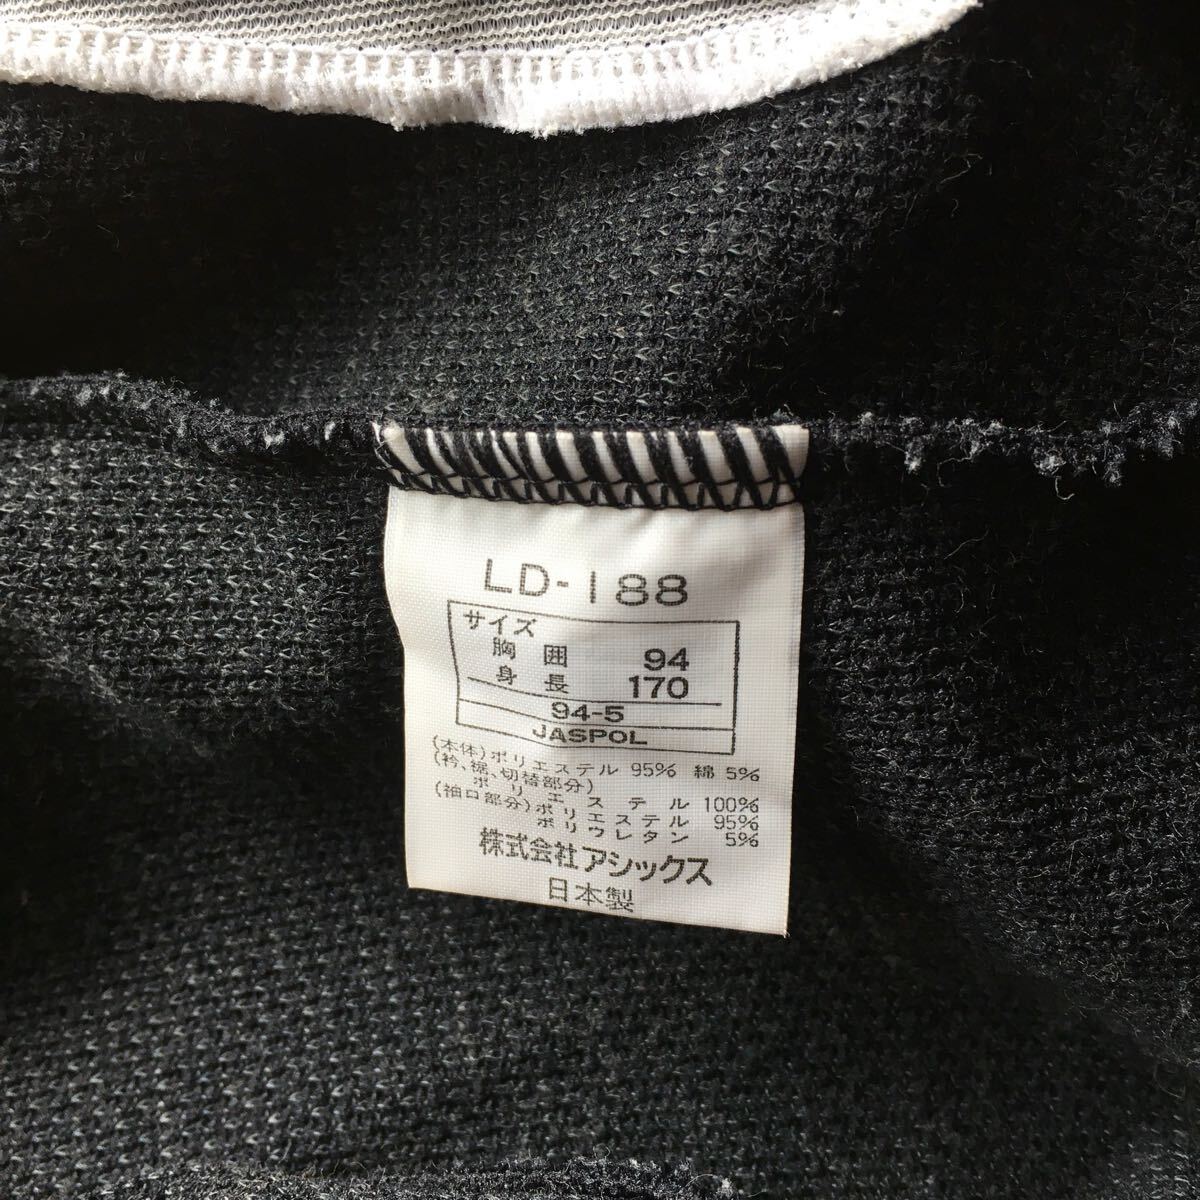 LD-188
サイズ
胸囲 94
身長 170
94-5
JASPOL
(本体)ポリエステル 95% 綿 5%
(衿、裾、切替部分)
ポリエステル 100%
(袖口部分)ポリエステル 95%
ポリウレタン 5%
株式会社アシックス
日本製